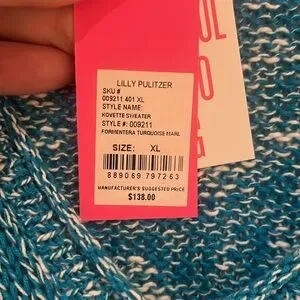 LILLY PULITZER
SKU #
009211 401 XL
STYLE NAME:
KOVETTE SWEATER
STYLE #: 009211
FORMENTERA TURQUOISE MARL
SIZE: XL
889069 797263
MANUFACTURER'S SUGGESTED PRICE
$138.00